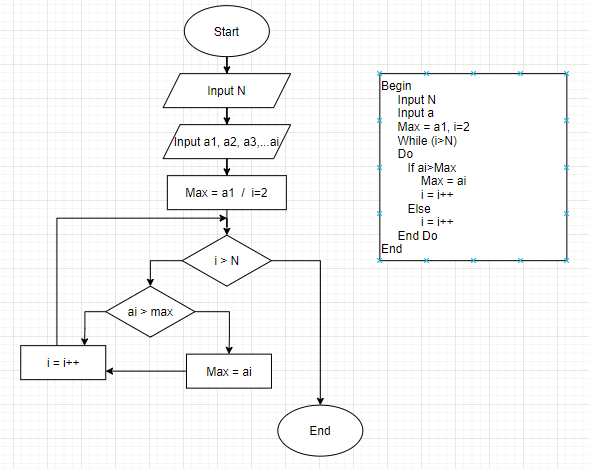 Start
Input N
Input a1, a2, a3,...ai
Max = a1 / i=2
i > N
ai > max
i = i++
Max = ai
End
Begin
Input N
Input a
Max = a1, i=2
While (i>N)
Do
If ai>Max
Max = ai
i = i++
Else
i = i++
End Do
End